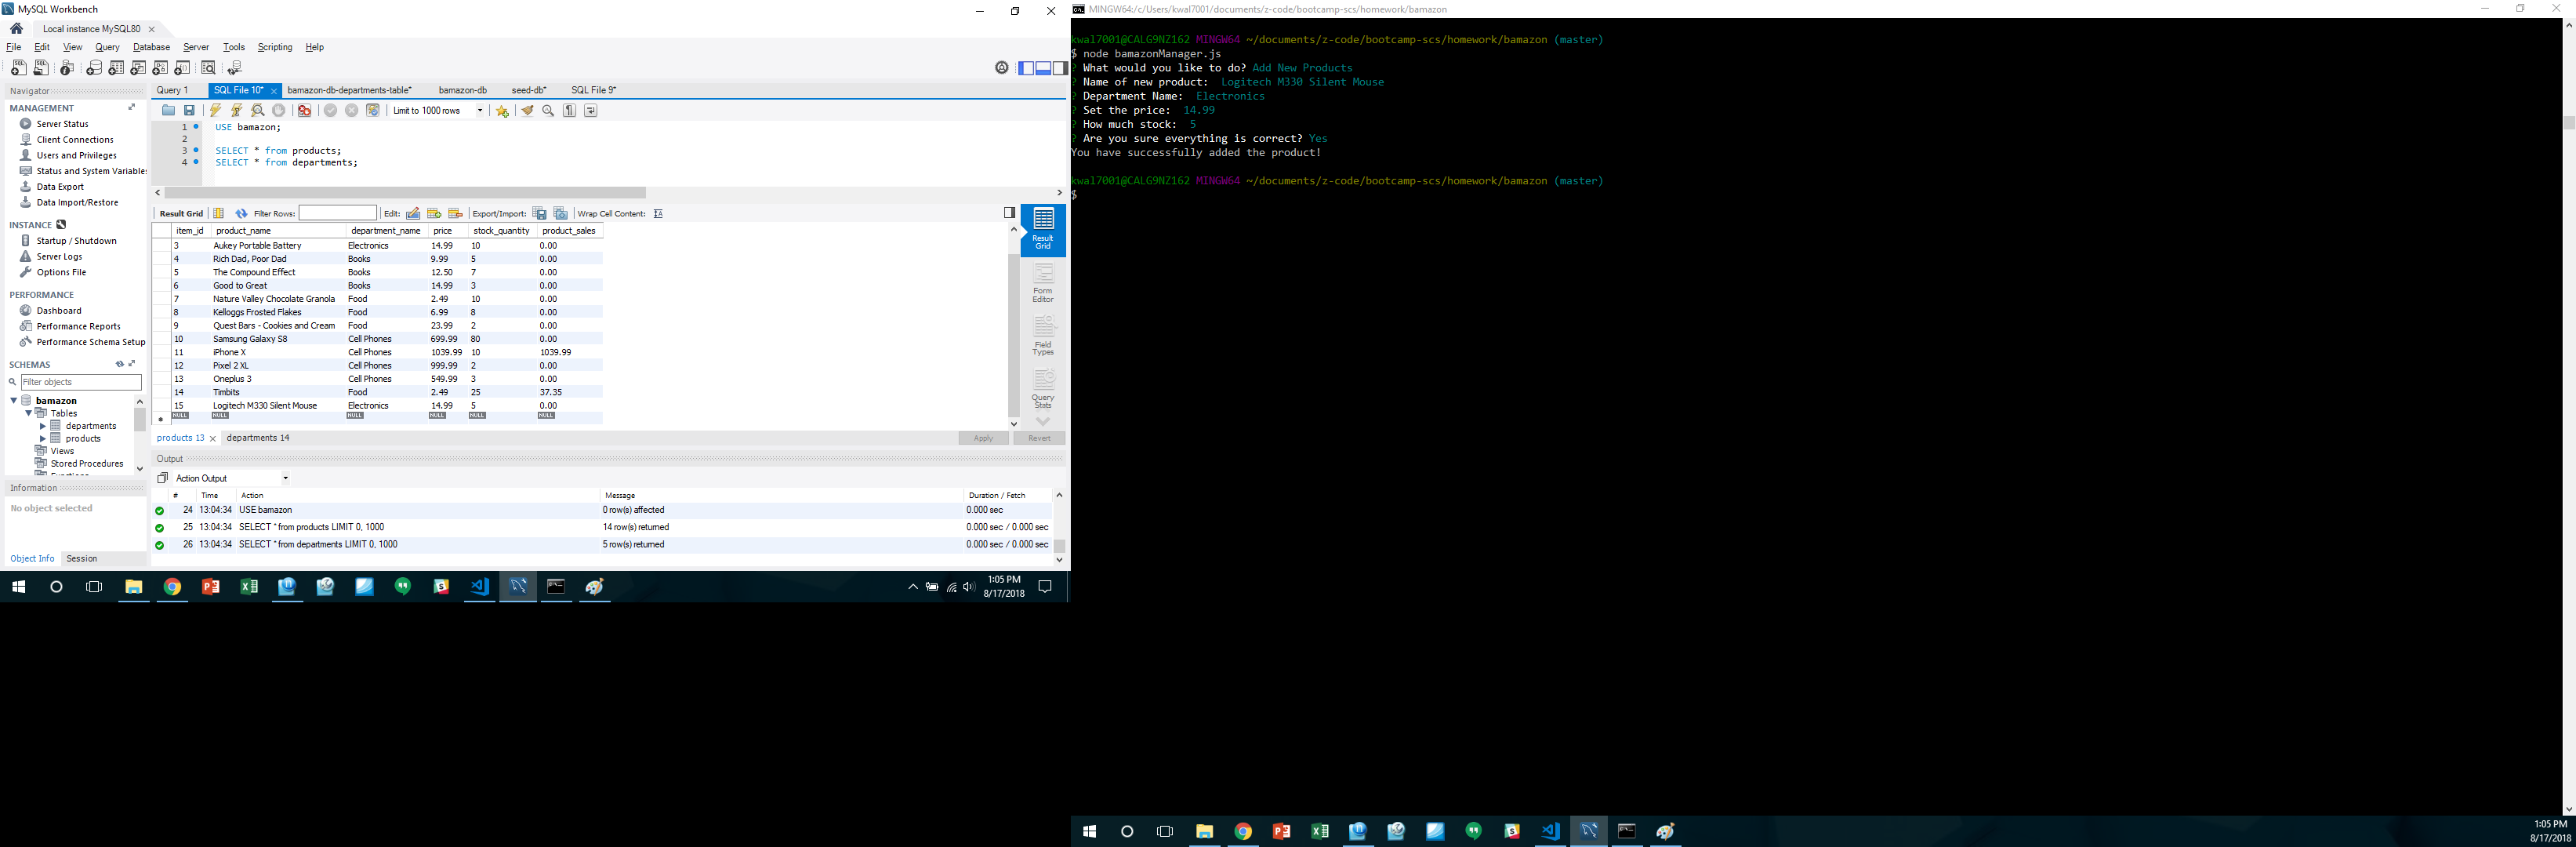 MySQL Workbench
Local instance MySQL80
File Edit View Query Database Server Tools Scripting Help
Navigator
MANAGEMENT
Server Status
Client Connections
Users and Privileges
Status and System Variables
Data Export
Data Import/Restore
INSTANCE
Startup / Shutdown
Server Logs
Options File
PERFORMANCE
Dashboard
Performance Reports
Performance Schema Setup
SCHEMAS
Filter objects
bamazon
Tables
departments
products
Views
Stored Procedures
Functions
Information
No object selected
Object Info Session
Query 1 SQL File 10* bamazon-db-departments-table* bamazon-db seed-db* SQL File 9*
Limit to 1000 rows
1 USE bamazon;
2
3 SELECT * from products;
4 SELECT * from departments;
Result Grid Filter Rows: Edit: Export/Import: Wrap Cell Content:
item_id product_name department_name price stock_quantity product_sales
3 Aukey Portable Battery Electronics 14.99 10 0.00
4 Rich Dad, Poor Dad Books 9.99 5 0.00
5 The Compound Effect Books 12.50 7 0.00
6 Good to Great Books 14.99 3 0.00
7 Nature Valley Chocolate Granola Food 2.49 10 0.00
8 Kelloggs Frosted Flakes Food 6.99 8 0.00
9 Quest Bars - Cookies and Cream Food 23.99 2 0.00
10 Samsung Galaxy S8 Cell Phones 699.99 80 0.00
11 iPhone X Cell Phones 1039.99 10 1039.99
12 Pixel 2 XL Cell Phones 999.99 2 0.00
13 Oneplus 3 Cell Phones 549.99 3 0.00
14 Timbits Food 2.49 25 37.35
15 Logitech M330 Silent Mouse Electronics 14.99 5 0.00
NULL NULL NULL NULL NULL NULL
Result
Grid
Form
Editor
Field
Types
Query
Stats
products 13 departments 14
Apply Revert
Output
Action Output
# Time Action Message Duration / Fetch
24 13:04:34 USE bamazon 0 row(s) affected 0.000 sec
25 13:04:34 SELECT * from products LIMIT 0, 1000 14 row(s) returned 0.000 sec / 0.000 sec
26 13:04:34 SELECT * from departments LIMIT 0, 1000 5 row(s) returned 0.000 sec / 0.000 sec
1:05 PM
8/17/2018
MINGW64:/c/Users/kwal7001/documents/z-code/bootcamp-scs/homework/bamazon
kwal7001@CALG9NZ162 MINGW64 ~/documents/z-code/bootcamp-scs/homework/bamazon (master)
$ node bamazonManager.js
? What would you like to do? Add New Products
? Name of new product: Logitech M330 Silent Mouse
? Department Name: Electronics
? Set the price: 14.99
? How much stock: 5
? Are you sure everything is correct? Yes
You have successfully added the product!
kwal7001@CALG9NZ162 MINGW64 ~/documents/z-code/bootcamp-scs/homework/bamazon (master)
$
1:05 PM
8/17/2018